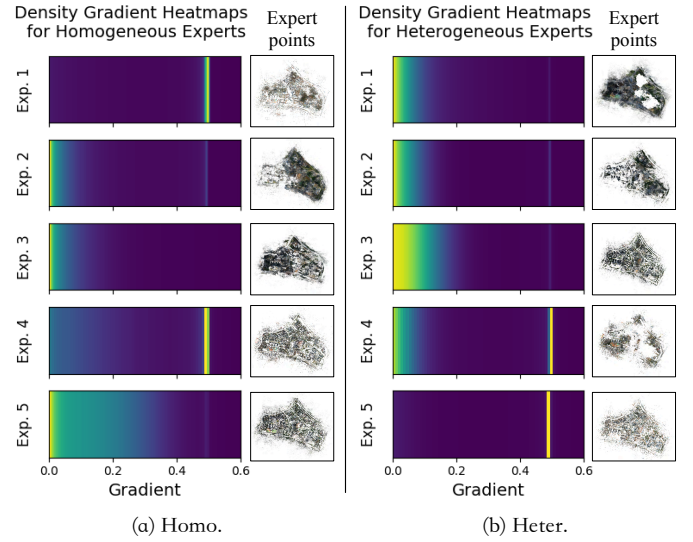 Density Gradient Heatmaps
for Homogeneous Experts
Expert
points
Exp. 1
Exp. 2
Exp. 3
Exp. 4
Exp. 5
0.0 0.2 0.4 0.6
Gradient
(a) Homo.
Density Gradient Heatmaps
for Heterogeneous Experts
Expert
points
Exp. 1
Exp. 2
Exp. 3
Exp. 4
Exp. 5
0.0 0.2 0.4 0.6
Gradient
(b) Heter.